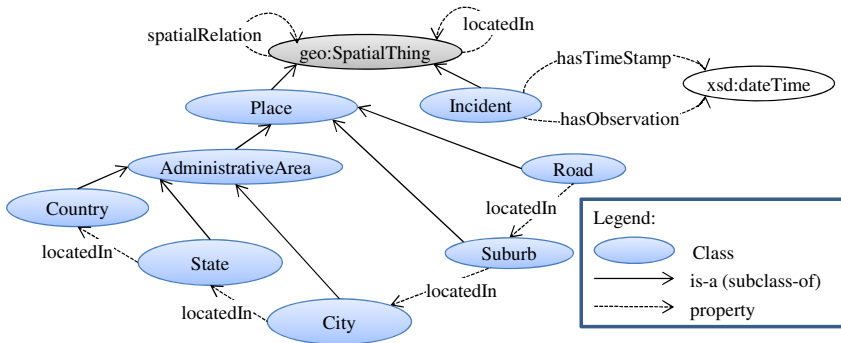 spatialRelation
locatedIn
geo:SpatialThing
hasTimeStamp
xsd:dateTime
Place
Incident
hasObservation
AdministrativeArea
Road
Country
locatedIn
Legend:
locatedIn
State
Suburb
Class
is-a (subclass-of)
locatedIn
locatedIn
City
property